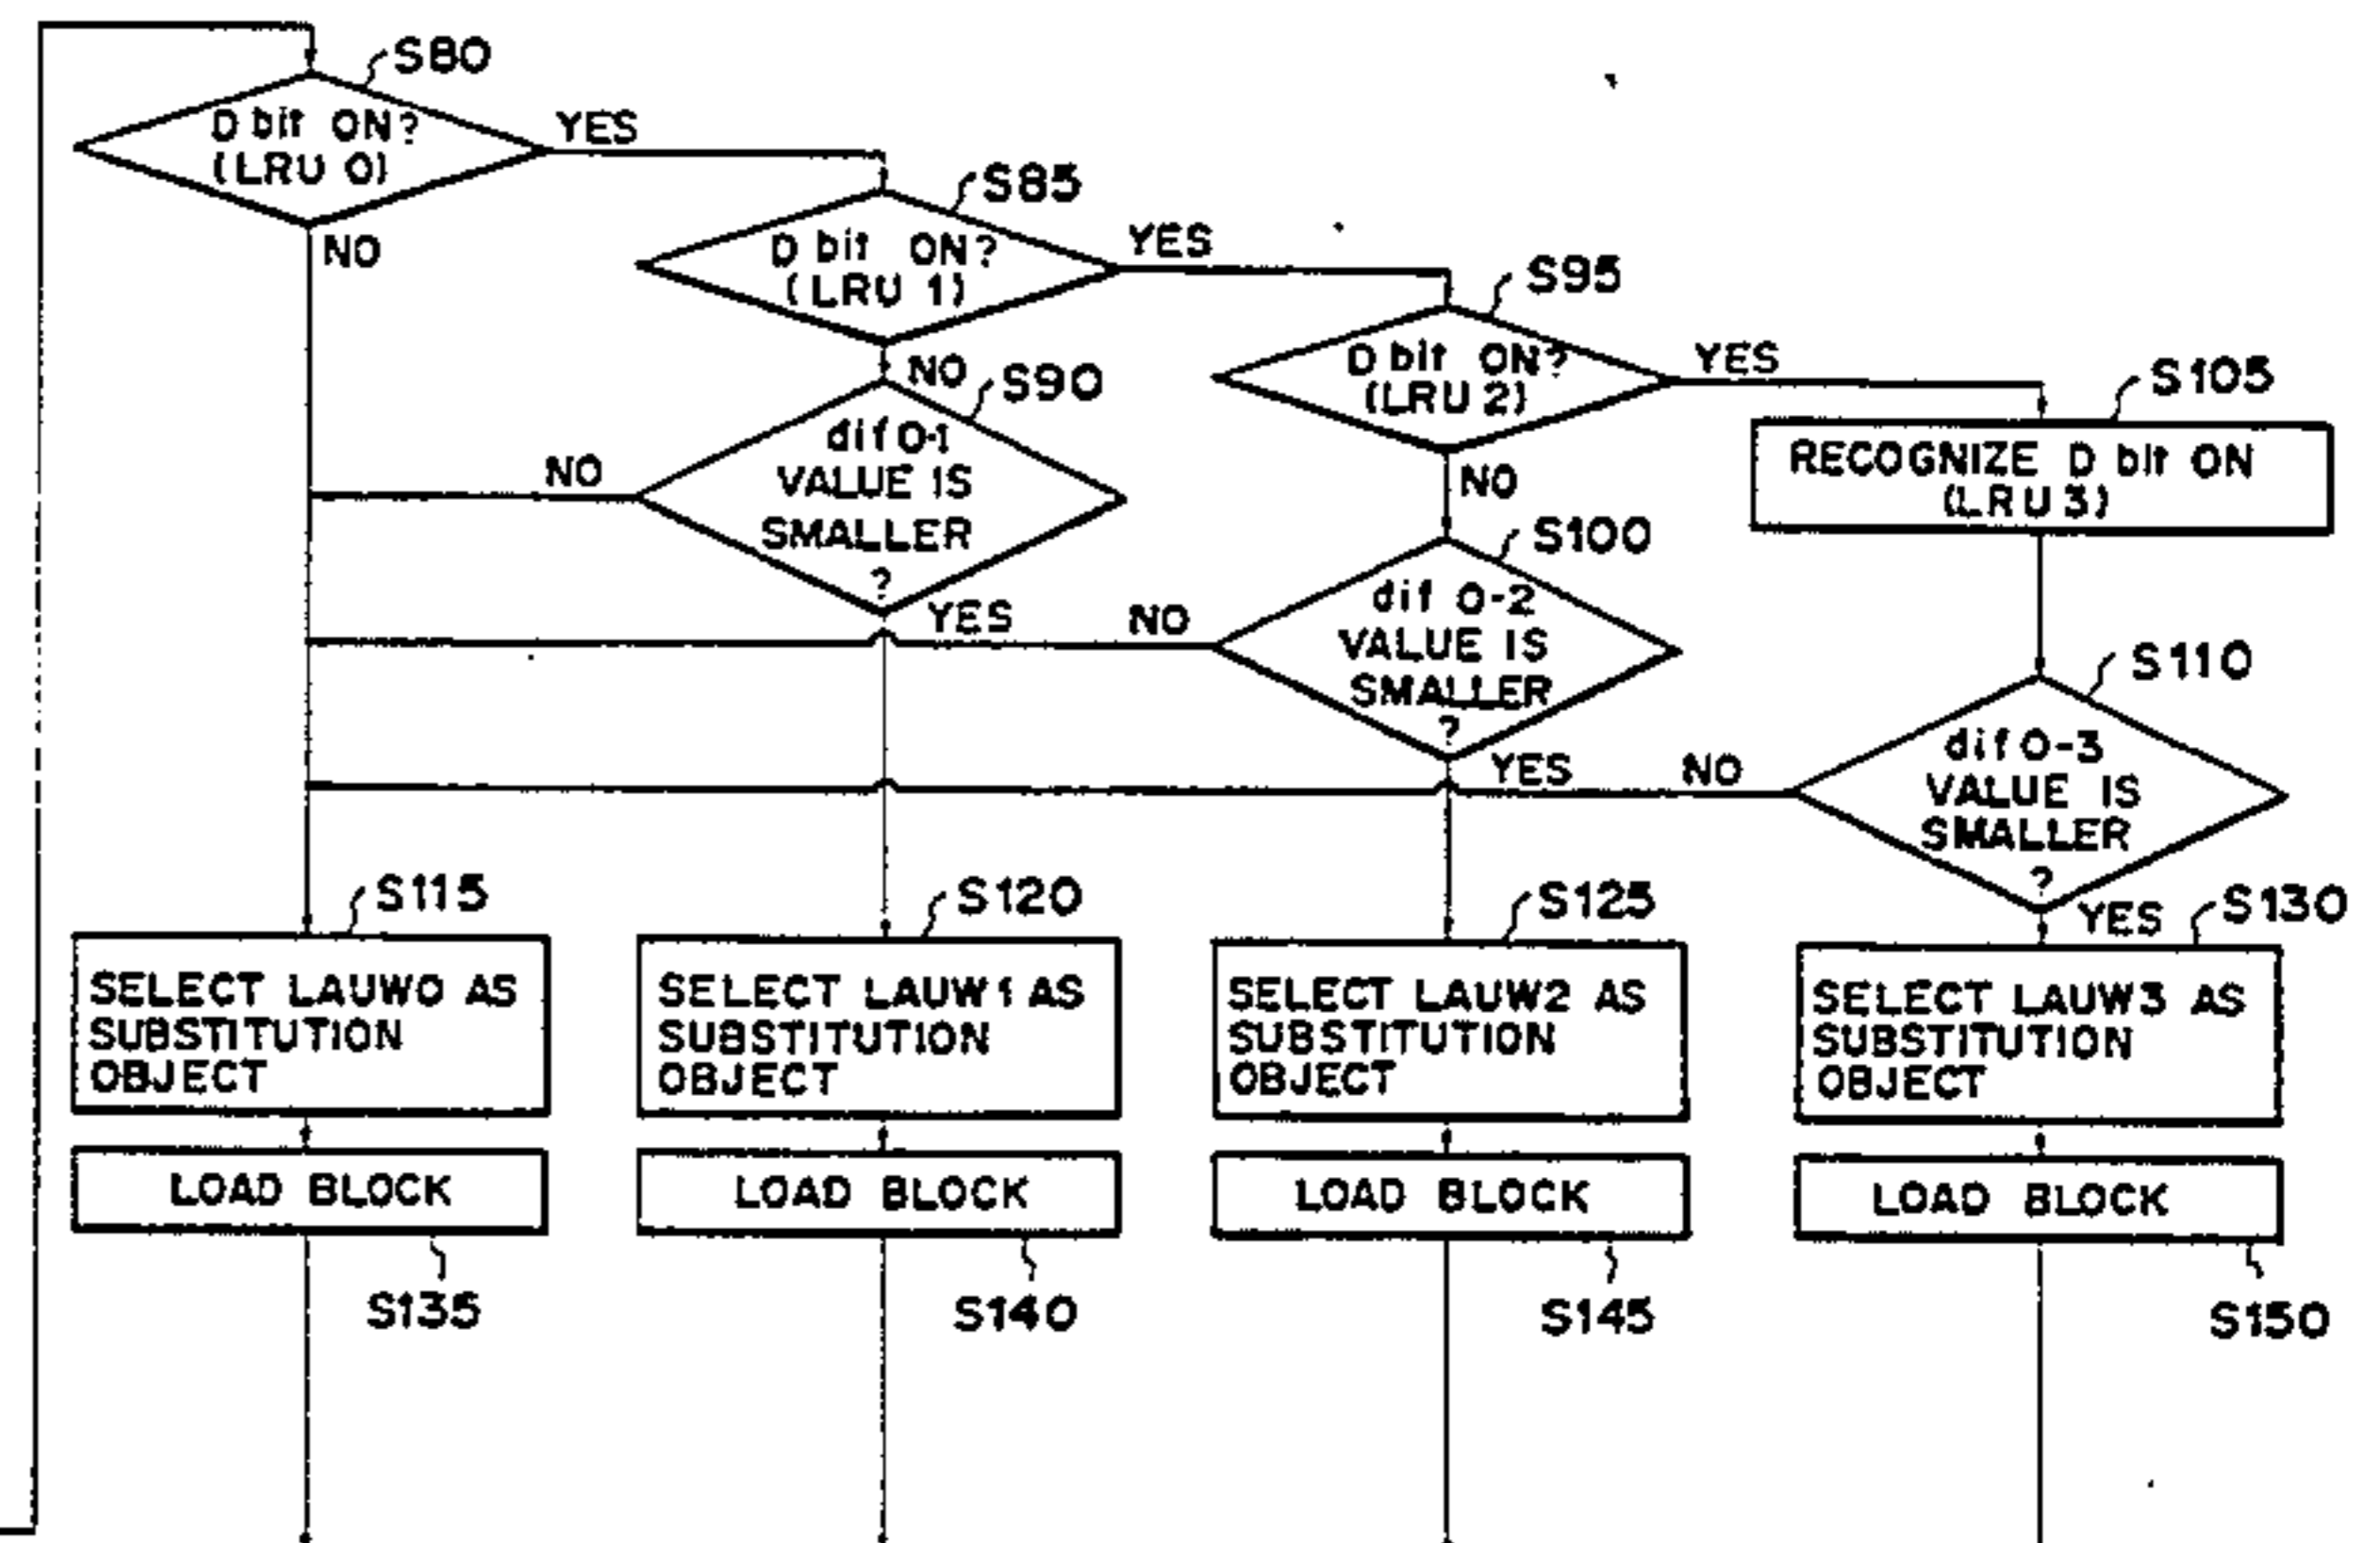 S80
D bit ON?
(LRU 0)
YES
NO
S85
D bit ON?
(LRU 1)
YES
NO
S90
dif 0-1
VALUE IS
SMALLER
?
NO
YES
S95
D bit ON?
(LRU 2)
YES
NO
S100
dif 0-2
VALUE IS
SMALLER
?
NO
YES
S105
RECOGNIZE D bit ON
(LRU 3)
S110
dif 0-3
VALUE IS
SMALLER
?
NO
YES
S115
SELECT LAUW0 AS
SUBSTITUTION
OBJECT
S120
SELECT LAUW1 AS
SUBSTITUTION
OBJECT
S125
SELECT LAUW2 AS
SUBSTITUTION
OBJECT
S130
SELECT LAUW3 AS
SUBSTITUTION
OBJECT
LOAD BLOCK
S135
LOAD BLOCK
S140
LOAD BLOCK
S145
LOAD BLOCK
S150